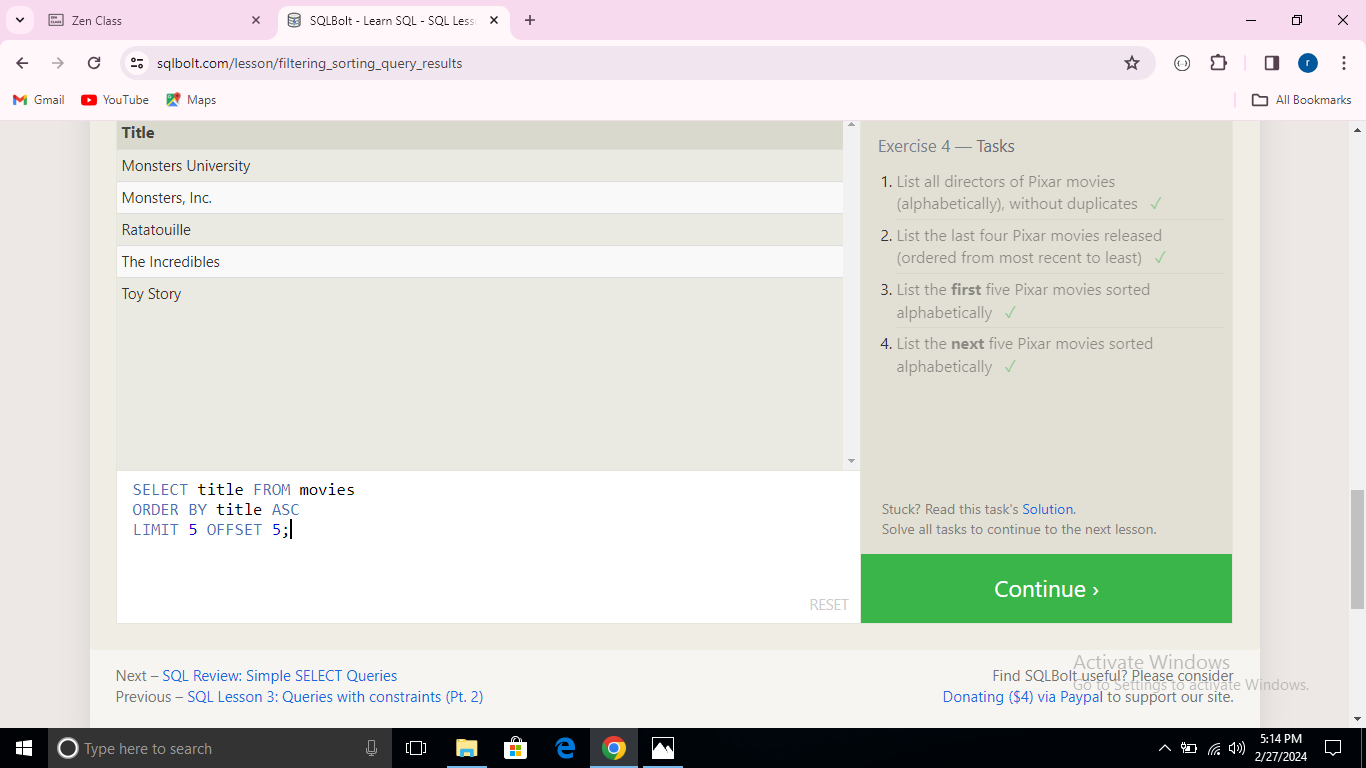 Zen Class
SQLBolt - Learn SQL - SQL Less
sqlbolt.com/lesson/filtering_sorting_query_results
r
Gmail
YouTube
Maps
All Bookmarks
Title
Monsters University
Monsters, Inc.
Ratatouille
The Incredibles
Toy Story
SELECT title FROM movies
ORDER BY title ASC
LIMIT 5 OFFSET 5;
RESET
Exercise 4 — Tasks
1. List all directors of Pixar movies
(alphabetically), without duplicates ✓
2. List the last four Pixar movies released
(ordered from most recent to least) ✓
3. List the first five Pixar movies sorted
alphabetically ✓
4. List the next five Pixar movies sorted
alphabetically ✓
Stuck? Read this task's Solution.
Solve all tasks to continue to the next lesson.
Continue ›
Next – SQL Review: Simple SELECT Queries
Previous – SQL Lesson 3: Queries with constraints (Pt. 2)
Find SQLBolt useful? Please consider
Donating ($4) via Paypal to support our site.
Activate Windows
Go to Settings to activate Windows.
Type here to search
5:14 PM
2/27/2024